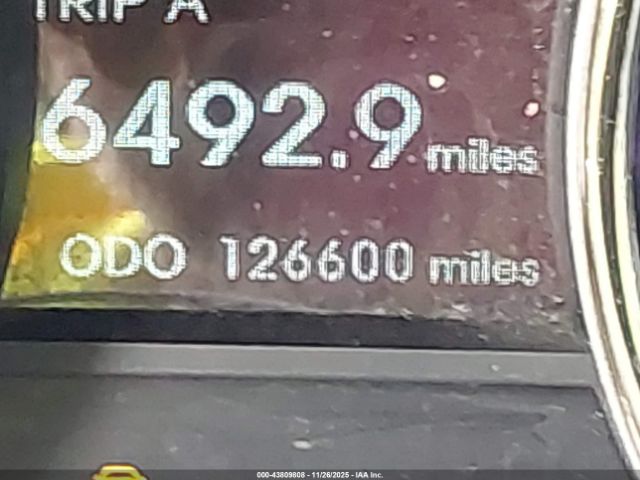 TRIP A
6492.9 miles
ODO 126600 miles
000-43809808 - 11/26/2025 - © IAA Inc.